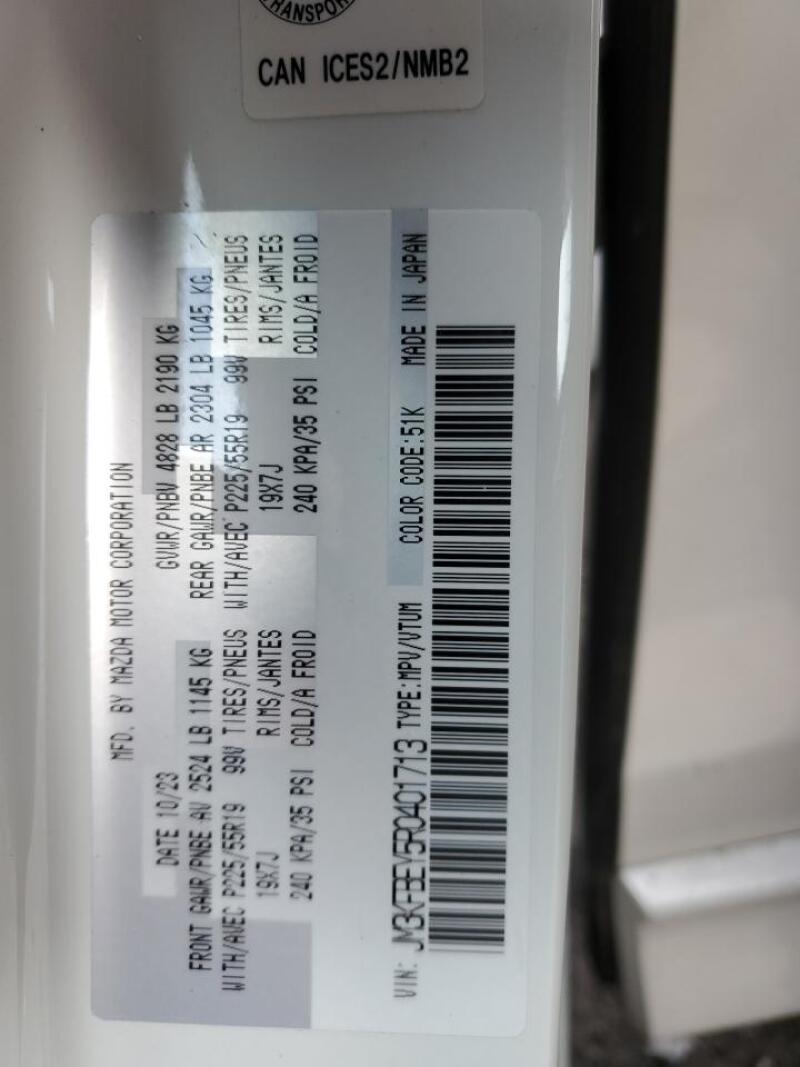 TRANSPOR
CAN ICES2/NMB2
MFD. BY MAZDA MOTOR CORPORATION
DATE 10/23 GVWR/PNBV 4828 LB 2190 KG
FRONT GAWR/PNBE AV 2524 LB 1145 KG REAR GAWR/PNBE AR 2304 LB 1045 KG
WITH/AVEC P225/55R19 99V TIRES/PNEUS WITH/AVEC P225/55R19 99V TIRES/PNEUS
19X7J RIMS/JANTES 19X7J RIMS/JANTES
240 KPA/35 PSI COLD/A FROID 240 KPA/35 PSI COLD/A FROID
VIN: JM3KFBEY5R0401713 TYPE:MPV/VTUM COLOR CODE:51K MADE IN JAPAN